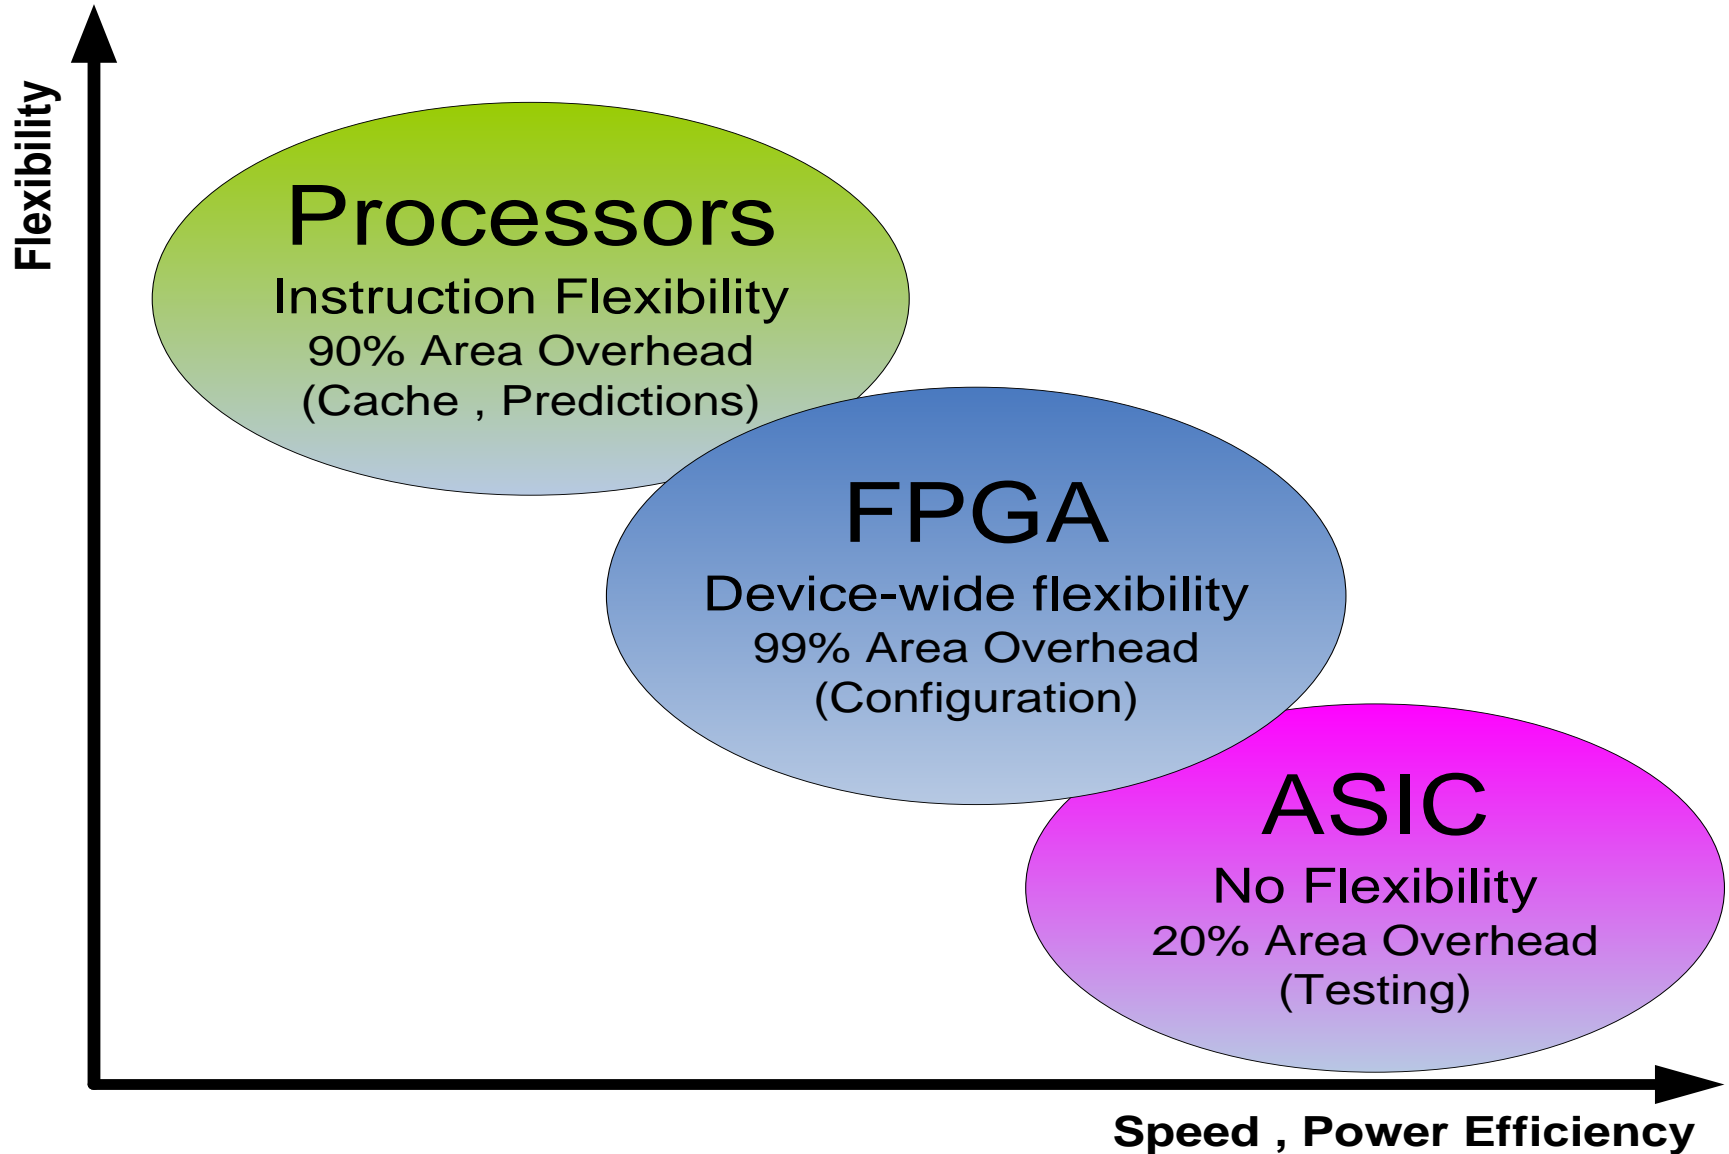 Flexibility
Processors
Instruction Flexibility
90% Area Overhead
(Cache , Predictions)
FPGA
Device-wide flexibility
99% Area Overhead
(Configuration)
ASIC
No Flexibility
20% Area Overhead
(Testing)
Speed , Power Efficiency